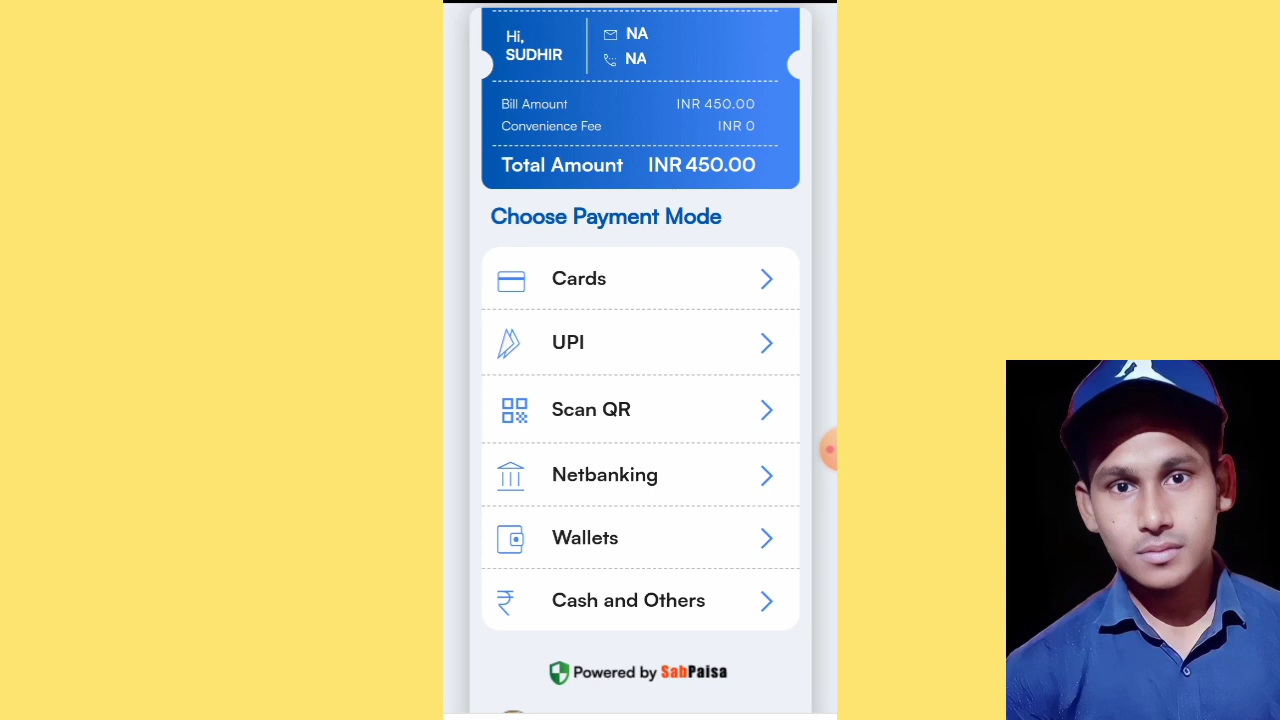 Hi,
SUDHIR
NA
NA
Bill Amount INR 450.00
Convenience Fee INR 0
Total Amount INR 450.00
Choose Payment Mode
Cards
UPI
Scan QR
Netbanking
Wallets
Cash and Others
Powered by SabPaisa